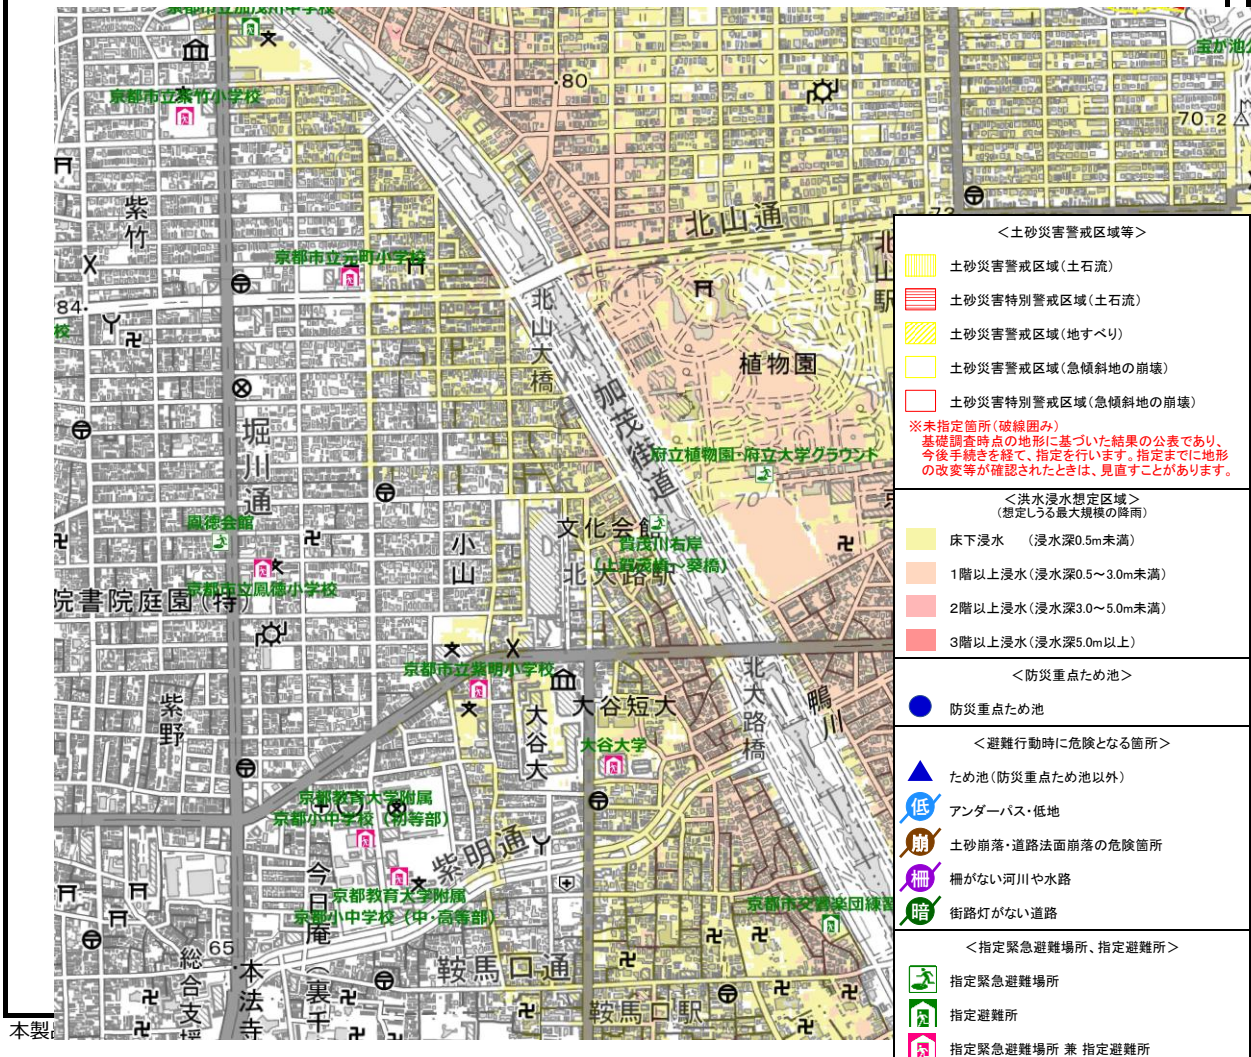 京都市立加茂川中学校
京都市立紫竹小学校
宝が池公
・80
70.2
紫竹
北山通
73
京都市立元町小学校
84・
校
北山大橋
北山駅
植物園
加茂街道
堀川通
府立植物園・府立大学グラウンド
70
鳳徳会館
小山
文化会館
賀茂川右岸
北大路駅
京都市立鳳徳小学校
院書院庭園(特)
京都市立紫明小学校
紫野
大谷大
大谷短大
大谷大学
北大路橋
鴨川
京都教育大学附属
京都小中学校（初等部）
紫明通
今日庵(裏千
京都教育大学附属
京都小中学校（中・高等部）
京都市交響楽団練習
65
総合支援
本法寺
鞍馬口通
鞍馬口駅
本製品
＜土砂災害警戒区域等＞
土砂災害警戒区域（土石流）
土砂災害特別警戒区域（土石流）
土砂災害警戒区域（地すべり）
土砂災害警戒区域（急傾斜地の崩壊）
土砂災害特別警戒区域（急傾斜地の崩壊）
※未指定箇所（破線囲み）
基礎調査時点の地形に基づいた結果の公表であり、
今後手続きを経て、指定を行います。指定までに地形
の改変等が確認されたときは、見直すことがあります。
＜洪水浸水想定区域＞
（想定しうる最大規模の降雨）
床下浸水　（浸水深0.5m未満）
1階以上浸水（浸水深0.5～3.0m未満）
2階以上浸水（浸水深3.0～5.0m未満）
3階以上浸水（浸水深5.0m以上）
＜防災重点ため池＞
防災重点ため池
＜避難行動時に危険となる箇所＞
ため池（防災重点ため池以外）
低 アンダーパス・低地
崩 土砂崩落・道路法面崩落の危険箇所
柵 柵がない河川や水路
暗 街路灯がない道路
＜指定緊急避難場所、指定避難所＞
指定緊急避難場所
指定避難所
指定緊急避難場所 兼 指定避難所